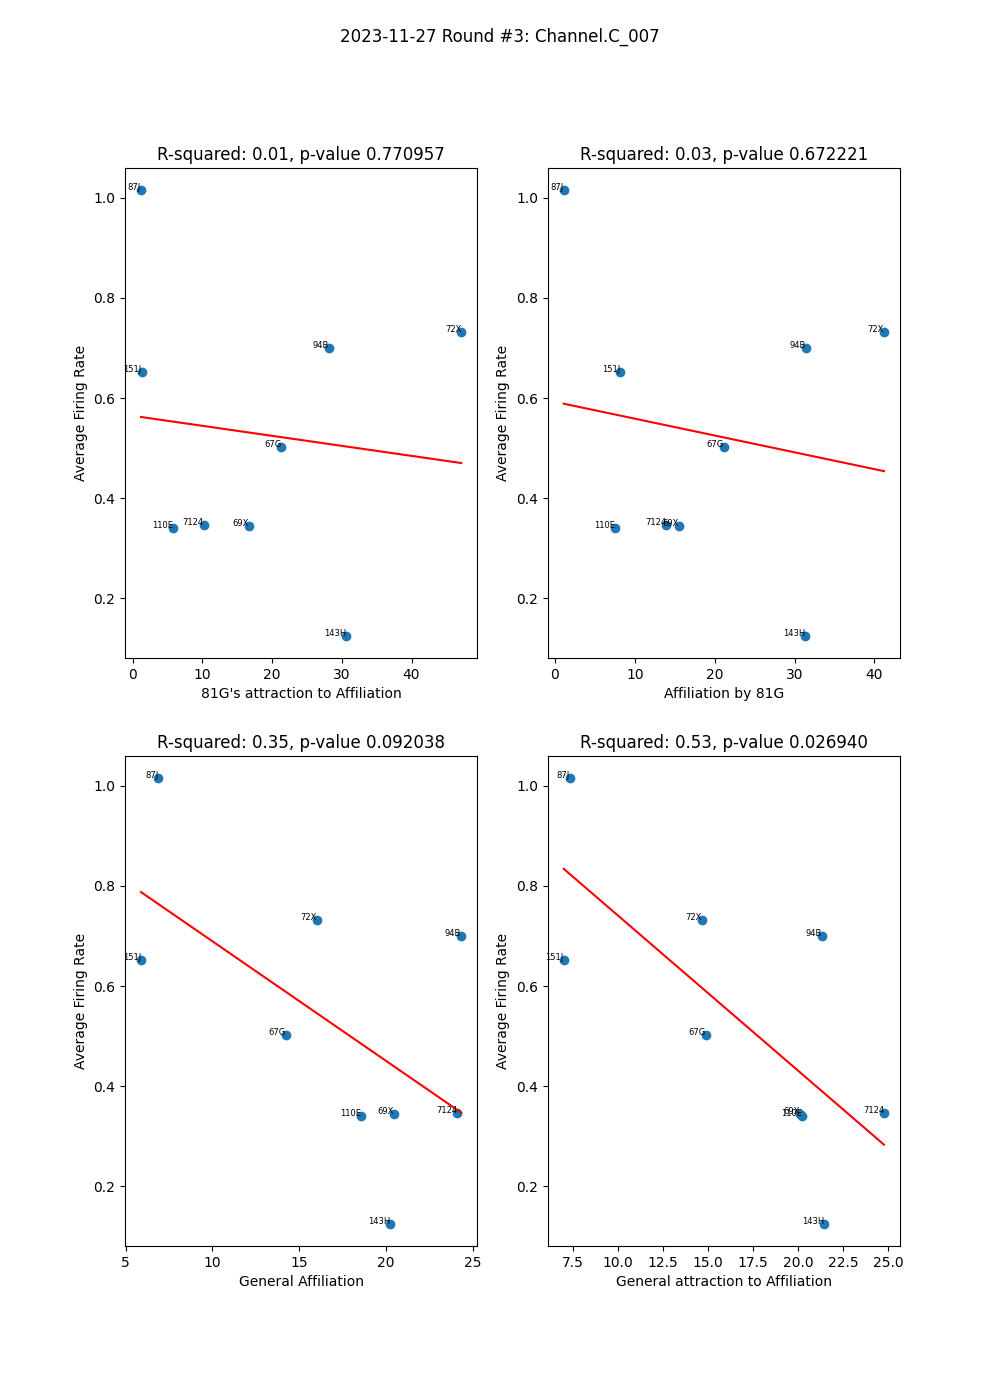 2023-11-27 Round #3: Channel.C_007
R-squared: 0.01, p-value 0.770957
87J
151J
110E
7124
69X
67G
94B
143H
72X
1.0
0.8
0.6
0.4
0.2
Average Firing Rate
0 10 20 30 40
81G's attraction to Affiliation
R-squared: 0.03, p-value 0.672221
87J
151J
110E
7124
69X
67G
94B
143H
72X
1.0
0.8
0.6
0.4
0.2
Average Firing Rate
0 10 20 30 40
Affiliation by 81G
R-squared: 0.35, p-value 0.092038
87J
151J
72X
94B
67G
110E
69X
7124
143H
1.0
0.8
0.6
0.4
0.2
Average Firing Rate
5 10 15 20 25
General Affiliation
R-squared: 0.53, p-value 0.026940
87J
151J
72X
94B
67G
69X
110E
7124
143H
1.0
0.8
0.6
0.4
0.2
Average Firing Rate
7.5 10.0 12.5 15.0 17.5 20.0 22.5 25.0
General attraction to Affiliation